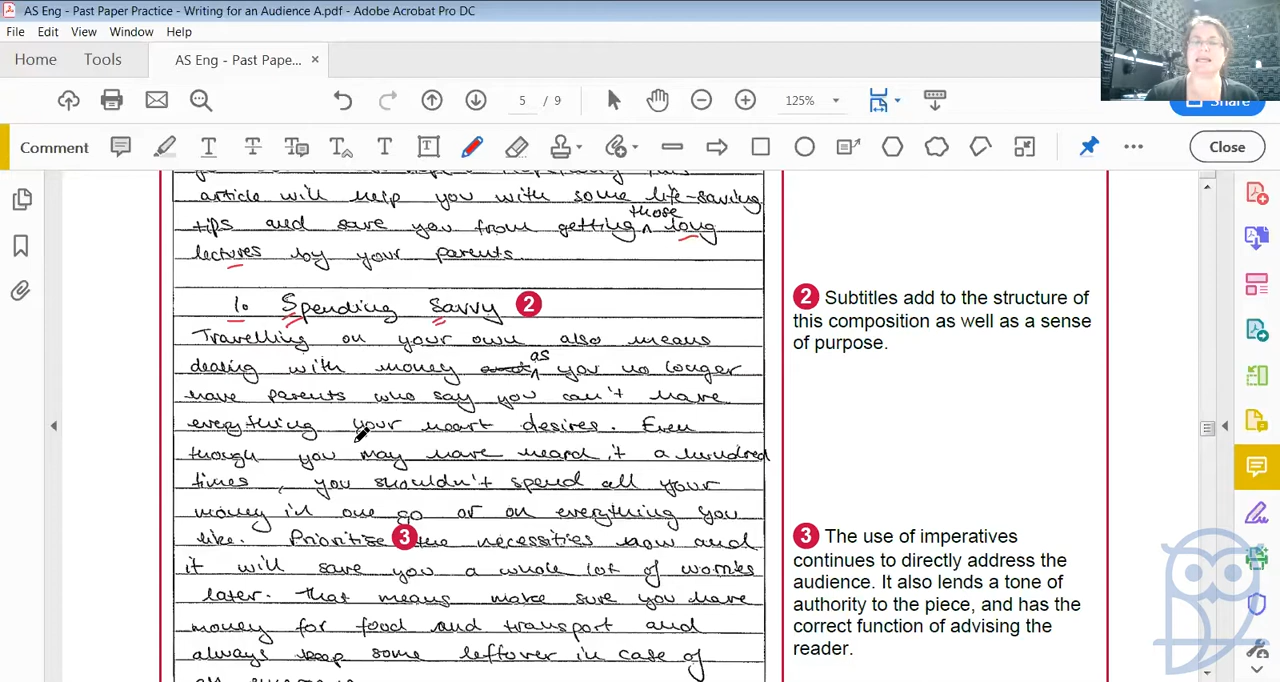 AS Eng - Past Paper Practice - Writing for an Audience A.pdf - Adobe Acrobat Pro DC
File Edit View Window Help
Home Tools AS Eng - Past Pape... ×
5 / 9 125% Share
Comment Close
article will help you with some life-saving
tips and save you from getting those long
lectures by your parents.
1. Spending Savvy 2
Travelling on your own also means
dealing with money as you no longer
have parents who say you can't have
everything your heart desires. Even
though you may have heard it a hundred
times, you shouldn't spend all your
money in one go or on everything you
like. Prioritise 3 the necessities now and
it will save you a whole lot of worries
later. That means make sure you have
money for food and transport and
always keep some leftover in case of
2 Subtitles add to the structure of
this composition as well as a sense
of purpose.
3 The use of imperatives
continues to directly address the
audience. It also lends a tone of
authority to the piece, and has the
correct function of advising the
reader.